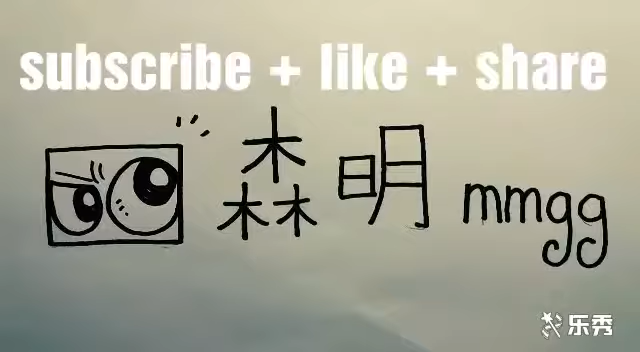 subscribe + like + share
森明 mmgg
乐秀